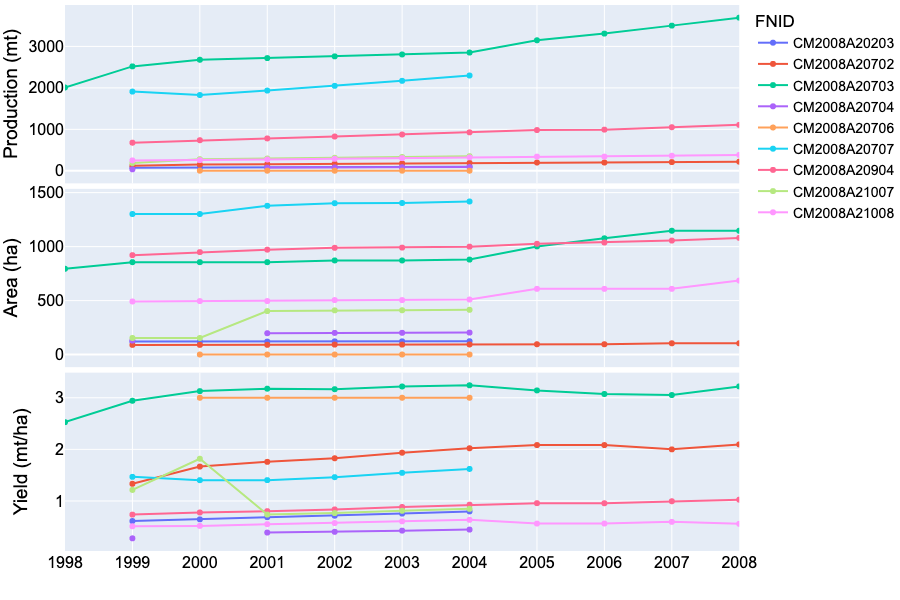 FNID
CM2008A20203
CM2008A20702
CM2008A20703
CM2008A20704
CM2008A20706
CM2008A20707
CM2008A20904
CM2008A21007
CM2008A21008
Production (mt)
3000
2000
1000
0
Area (ha)
1500
1000
500
0
Yield (mt/ha)
3
2
1
1998 1999 2000 2001 2002 2003 2004 2005 2006 2007 2008